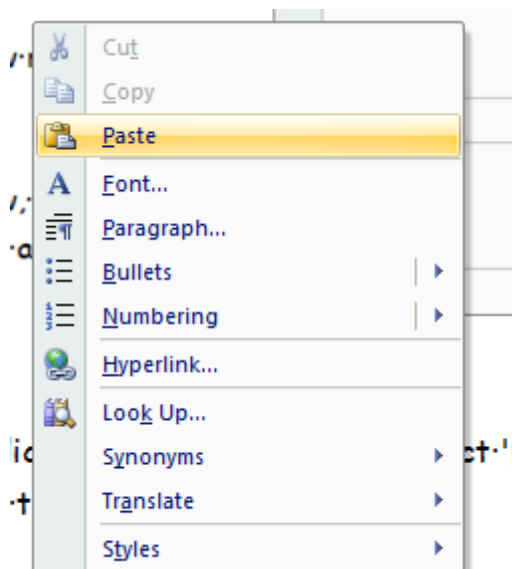 Cut
Copy
Paste
Font...
Paragraph...
Bullets
Numbering
Hyperlink...
Look Up...
Synonyms
Translate
Styles